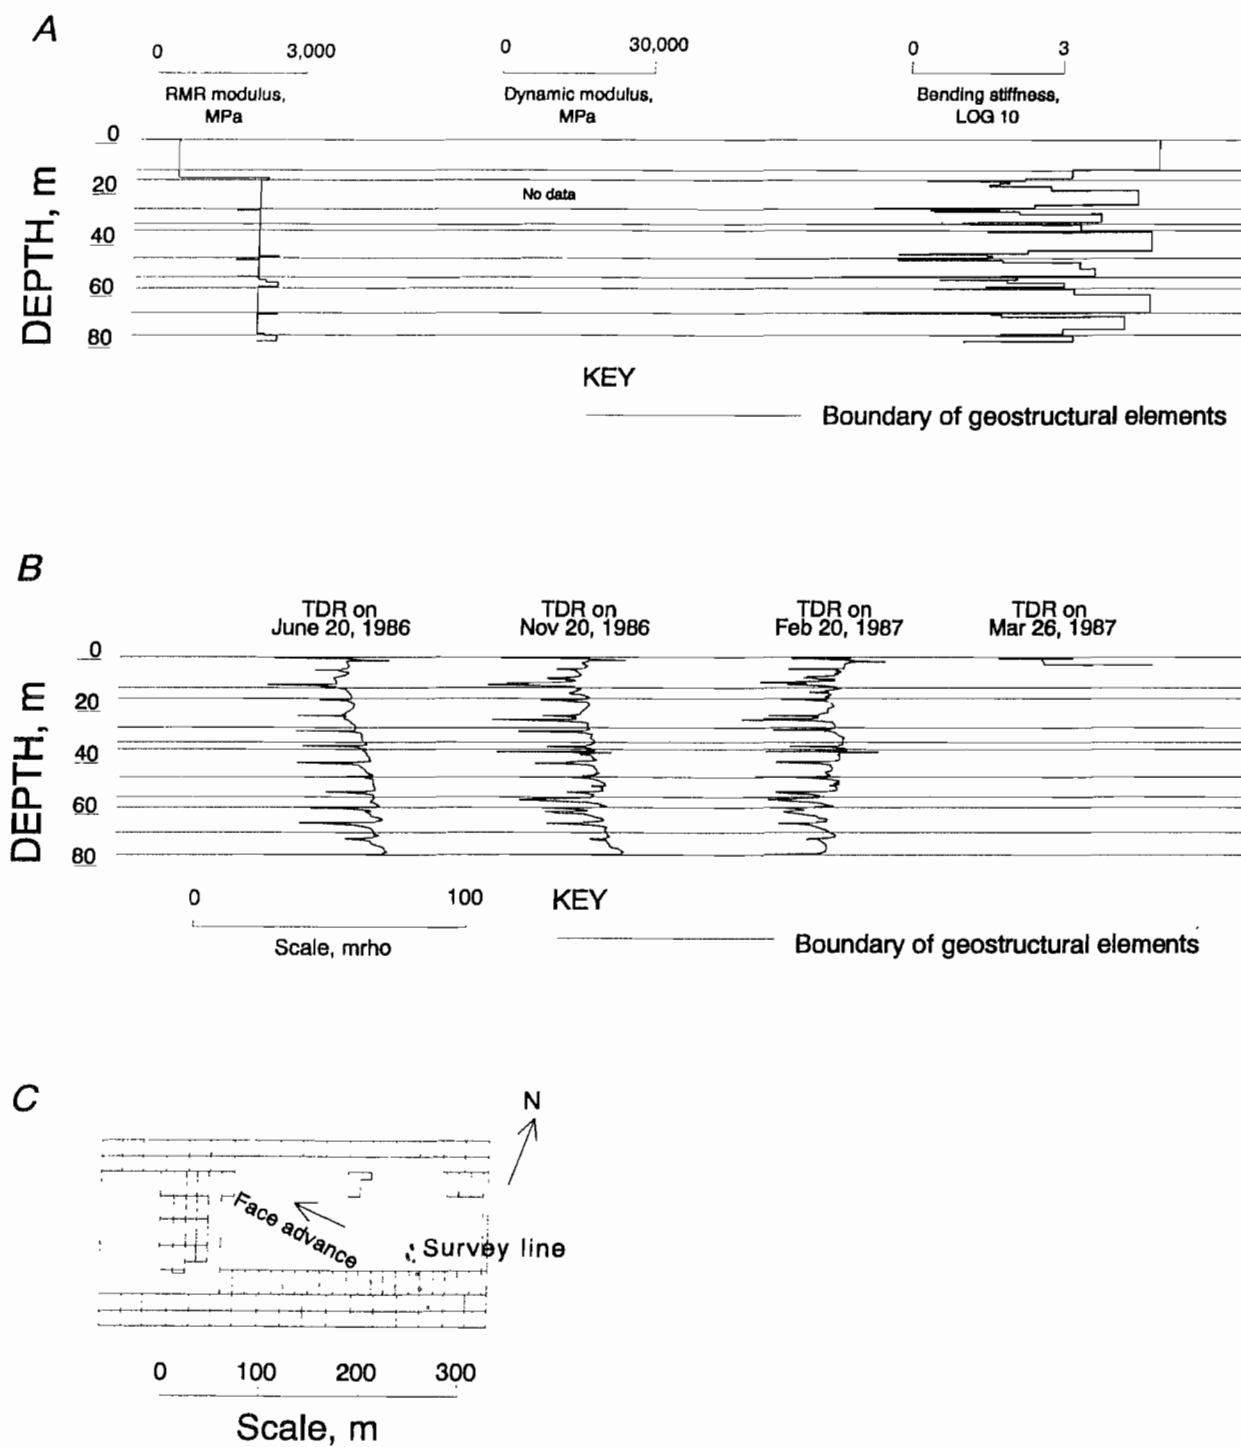 A
0 3,000
0 30,000
0 3
RMR modulus,
MPa
Dynamic modulus,
MPa
Bending stiffness,
LOG 10
DEPTH, m
0
20
40
60
80
No data
KEY
Boundary of geostructural elements
B
TDR on
June 20, 1986
TDR on
Nov 20, 1986
TDR on
Feb 20, 1987
TDR on
Mar 26, 1987
DEPTH, m
0
20
40
60
80
0 100
Scale, mrho
KEY
Boundary of geostructural elements
C
N
Face advance
Survey line
0 100 200 300
Scale, m